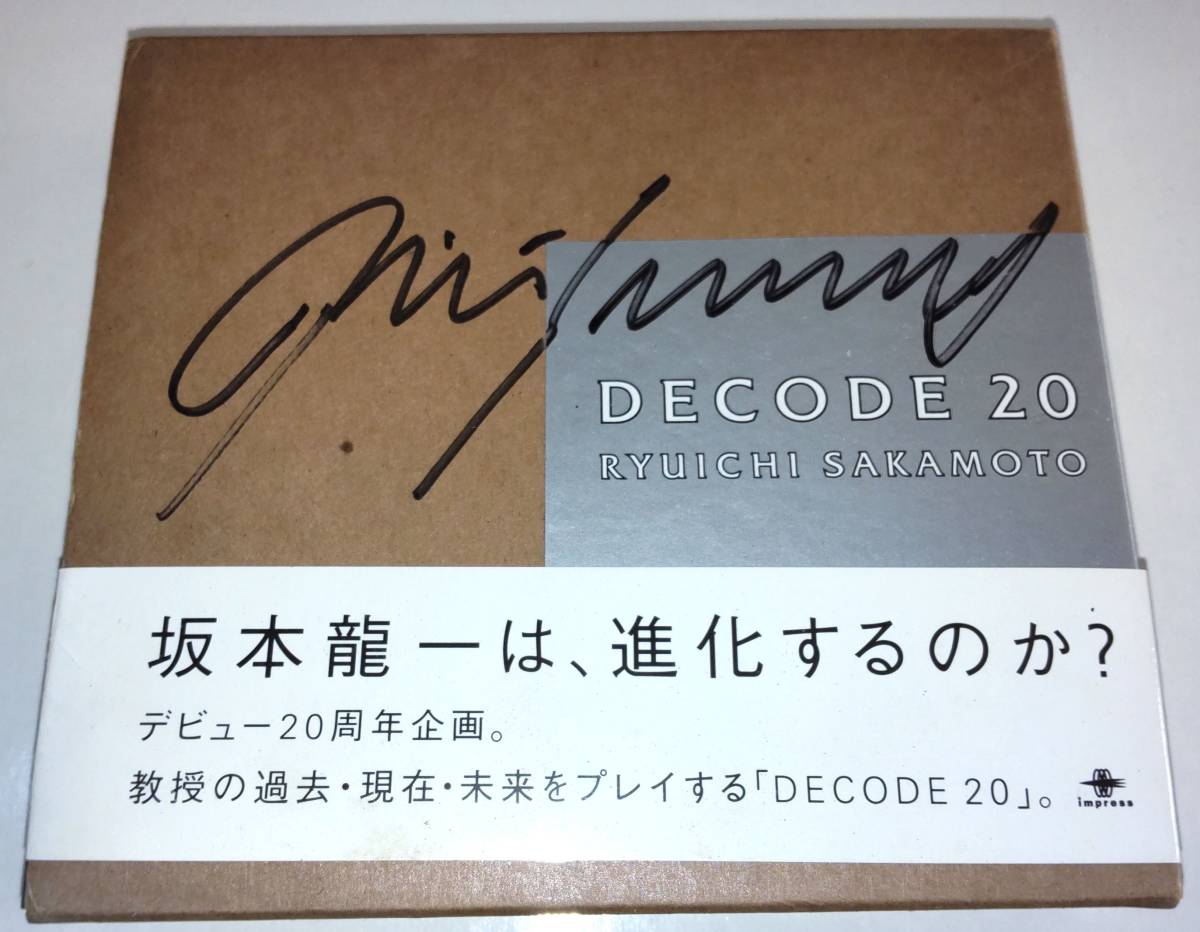 DECODE 20
RYUICHI SAKAMOTO
坂本龍一は、進化するのか?
デビュー20周年企画。
教授の過去・現在・未来をプレイする「DECODE 20」。
impress